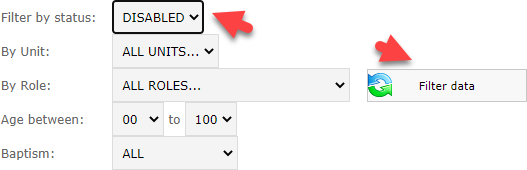 Filter by status: DISABLED
By Unit: ALL UNITS...
By Role: ALL ROLES... Filter data
Age between: 00 to 100
Baptism: ALL